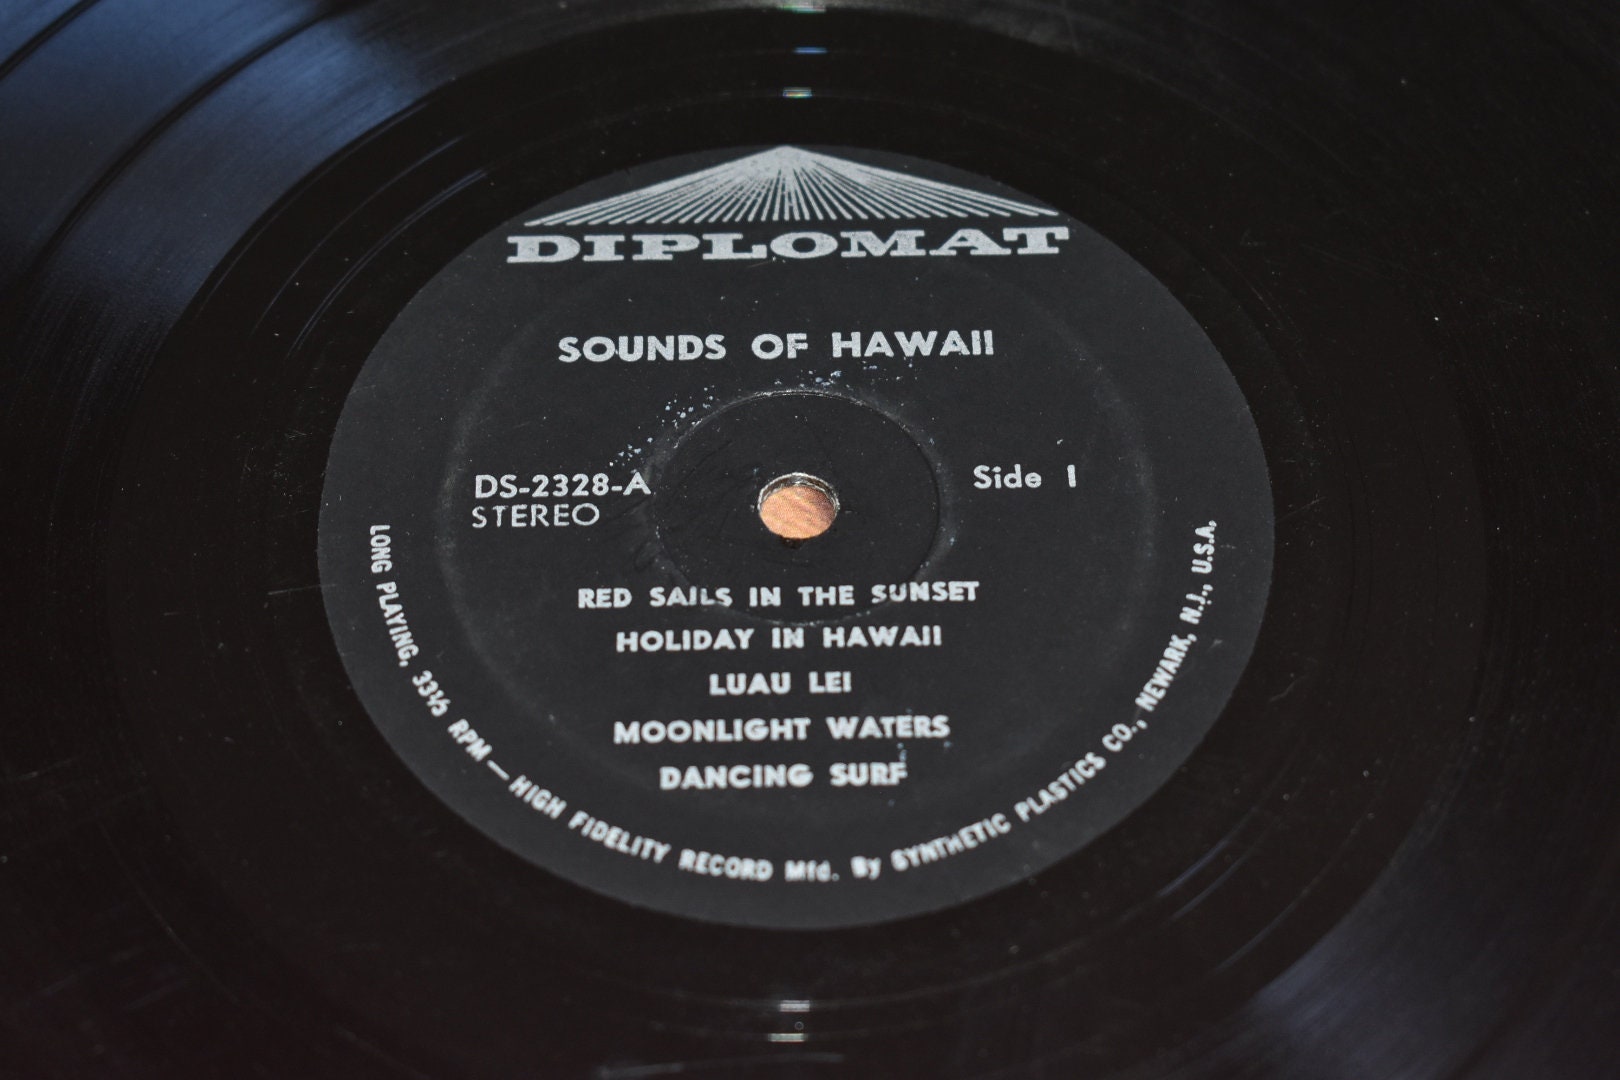 DIPLOMAT
SOUNDS OF HAWAII
DS-2328-A
STEREO
Side 1
RED SAILS IN THE SUNSET
HOLIDAY IN HAWAII
LUAU LEI
MOONLIGHT WATERS
DANCING SURF
LONG PLAYING, 33⅓ RPM — HIGH FIDELITY RECORD Mfd. By SYNTHETIC PLASTICS CO., NEWARK, N.J., U.S.A.